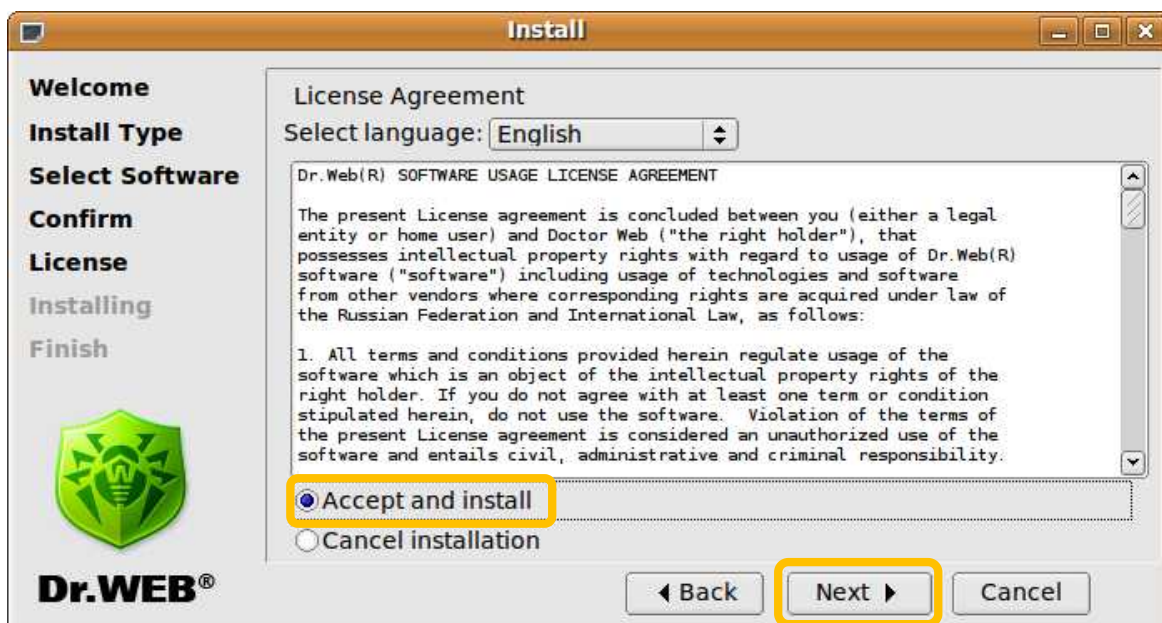 Install
Welcome
Install Type
Select Software
Confirm
License
Installing
Finish
Dr.WEB®
License Agreement
Select language: English
Dr.Web(R) SOFTWARE USAGE LICENSE AGREEMENT
The present License agreement is concluded between you (either a legal
entity or home user) and Doctor Web ("the right holder"), that
possesses intellectual property rights with regard to usage of Dr.Web(R)
software ("software") including usage of technologies and software
from other vendors where corresponding rights are acquired under law of
the Russian Federation and International Law, as follows:
1. All terms and conditions provided herein regulate usage of the
software which is an object of the intellectual property rights of the
right holder. If you do not agree with at least one term or condition
stipulated herein, do not use the software.  Violation of the terms of
the present License agreement is considered an unauthorized use of the
software and entails civil, administrative and criminal responsibility.
Accept and install
Cancel installation
Back Next Cancel